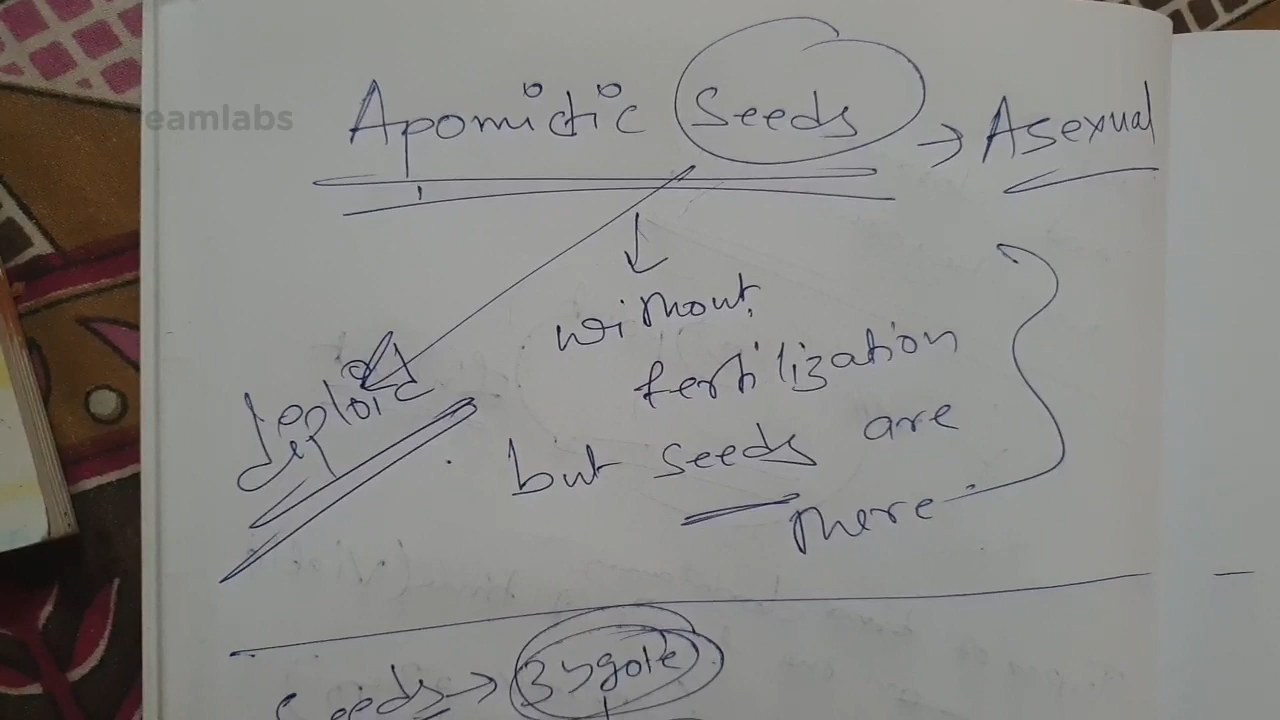 eamlabs
Apomictic Seeds → Asexual
without
fertilization
but seeds are
there
Seeds → Zygote